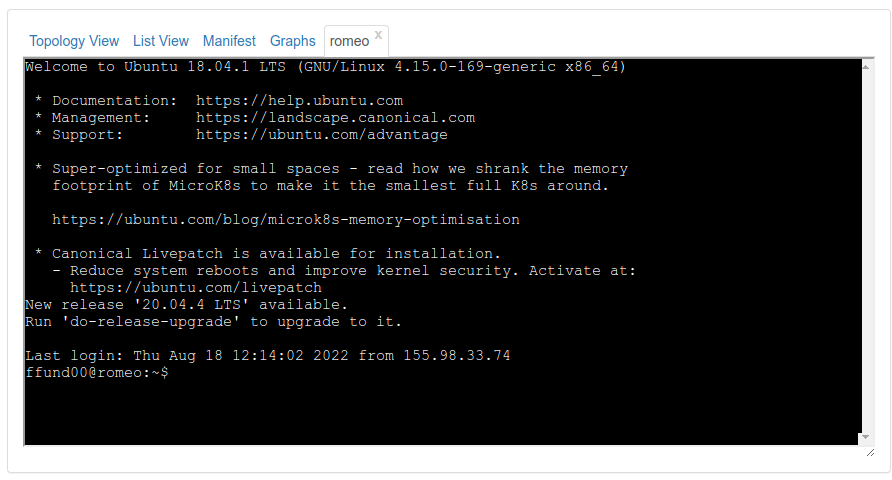 Topology View List View Manifest Graphs romeo x
Welcome to Ubuntu 18.04.1 LTS (GNU/Linux 4.15.0-169-generic x86_64)
* Documentation: https://help.ubuntu.com
* Management: https://landscape.canonical.com
* Support: https://ubuntu.com/advantage
* Super-optimized for small spaces - read how we shrank the memory
footprint of MicroK8s to make it the smallest full K8s around.
https://ubuntu.com/blog/microk8s-memory-optimisation
* Canonical Livepatch is available for installation.
- Reduce system reboots and improve kernel security. Activate at:
https://ubuntu.com/livepatch
New release '20.04.4 LTS' available.
Run 'do-release-upgrade' to upgrade to it.
Last login: Thu Aug 18 12:14:02 2022 from 155.98.33.74
ffund00@romeo:~$